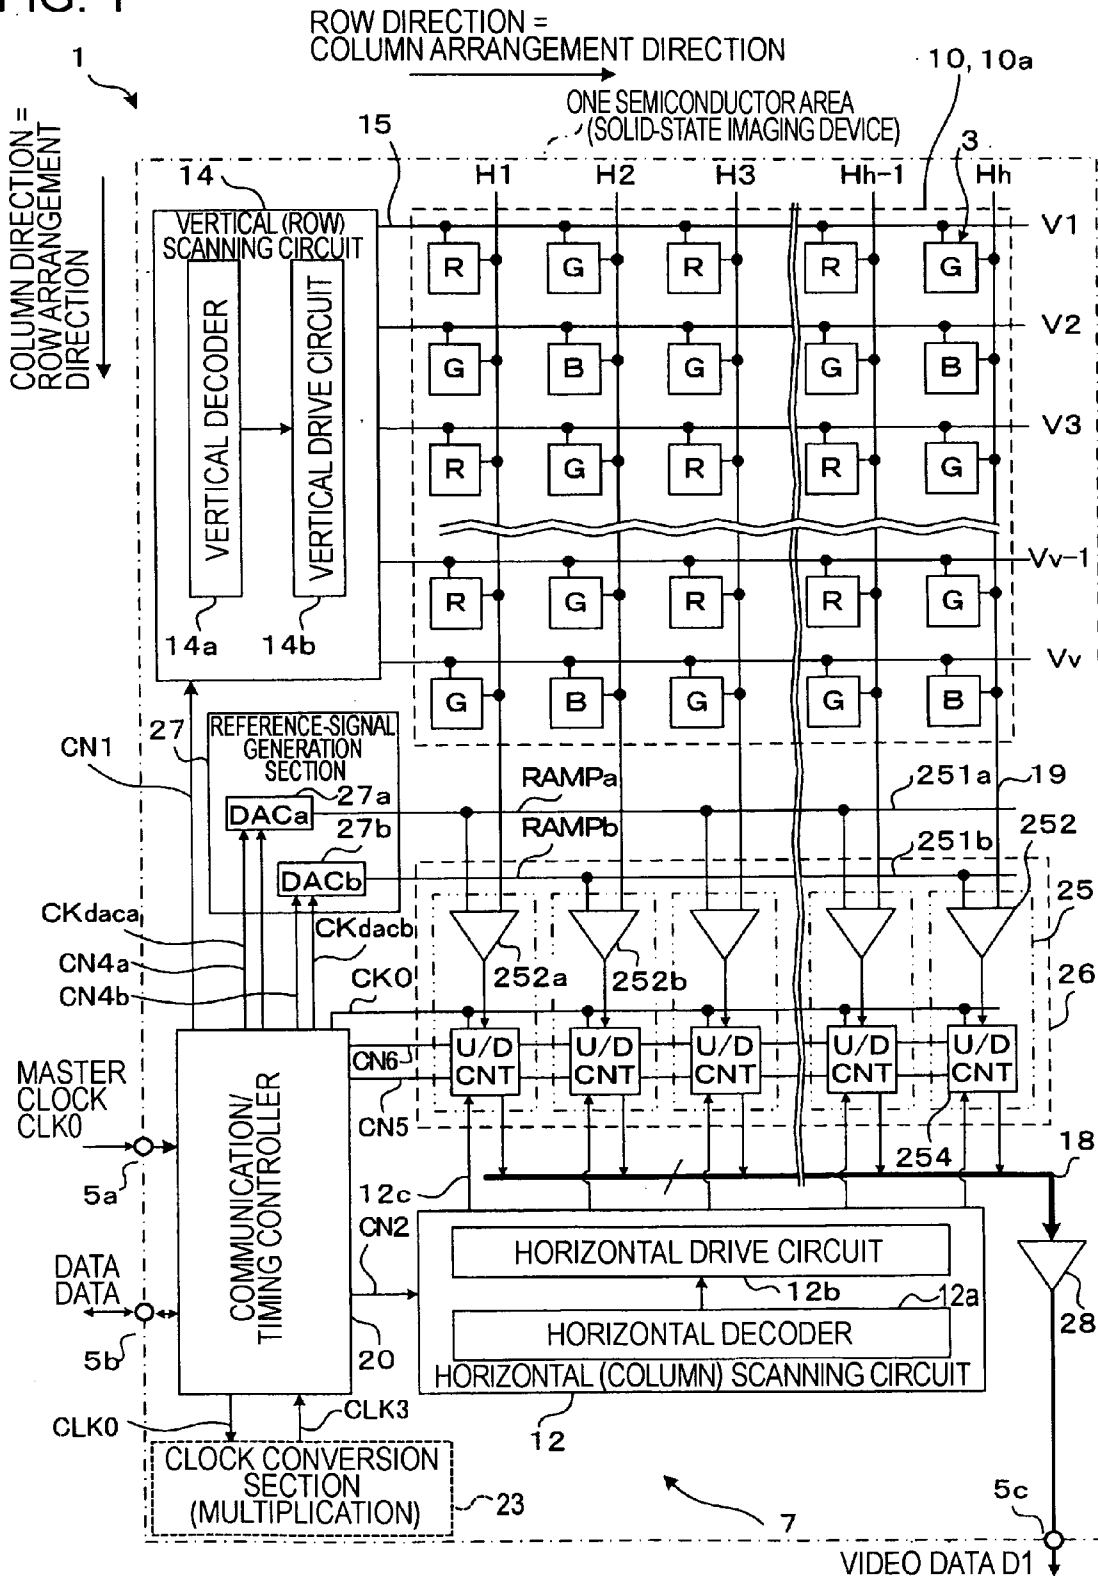 FIG. 1
ROW DIRECTION =
COLUMN ARRANGEMENT DIRECTION
1
10, 10a
COLUMN DIRECTION =
ROW ARRANGEMENT
DIRECTION
ONE SEMICONDUCTOR AREA
(SOLID-STATE IMAGING DEVICE)
15
3
14
H1 H2 H3 Hh-1 Hh
VERTICAL (ROW)
SCANNING CIRCUIT
V1
R G R R G
VERTICAL DECODER
VERTICAL DRIVE CIRCUIT
V2
G B G G B
V3
R G R R G
Vv-1
R G R R G
14a 14b
Vv
G B G G B
CN1
27
REFERENCE-SIGNAL
GENERATION
SECTION
RAMPa
251a
19
27a
DACa
RAMPb
27b
251b
252
DACb
25
CKdaca
CKdacb
CN4a
252a
252b
CN4b
CK0
26
U/D
CNT
U/D
CNT
U/D
CNT
U/D
CNT
U/D
CNT
CN6
CN5
MASTER
CLOCK
CLK0
5a
COMMUNICATION/
TIMING CONTROLLER
254
18
12c
CN2
HORIZONTAL DRIVE CIRCUIT
12b
12a
28
DATA
DATA
HORIZONTAL DECODER
5b
20
HORIZONTAL (COLUMN) SCANNING CIRCUIT
CLK0
CLK3
12
CLOCK CONVERSION
SECTION
(MULTIPLICATION)
23
7
5c
VIDEO DATA D1